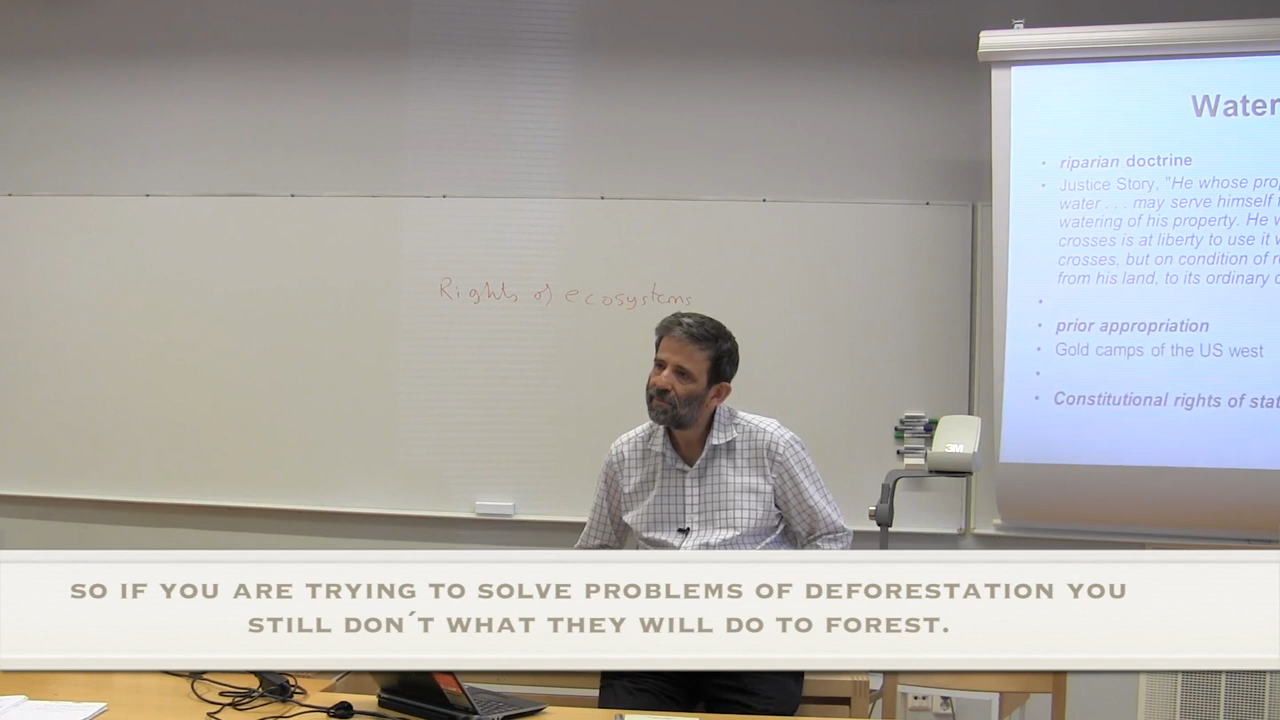 Water
• riparian doctrine
• Justice Story, "He whose prop
water . . . may serve himself
watering of his property. He w
crosses is at liberty to use it w
crosses, but on condition of r
from his land, to its ordinary
•
• prior appropriation
• Gold camps of the US west
•
• Constitutional rights of stat
Rights of ecosystems
3M
SO IF YOU ARE TRYING TO SOLVE PROBLEMS OF DEFORESTATION YOU
STILL DON´T WHAT THEY WILL DO TO FOREST.